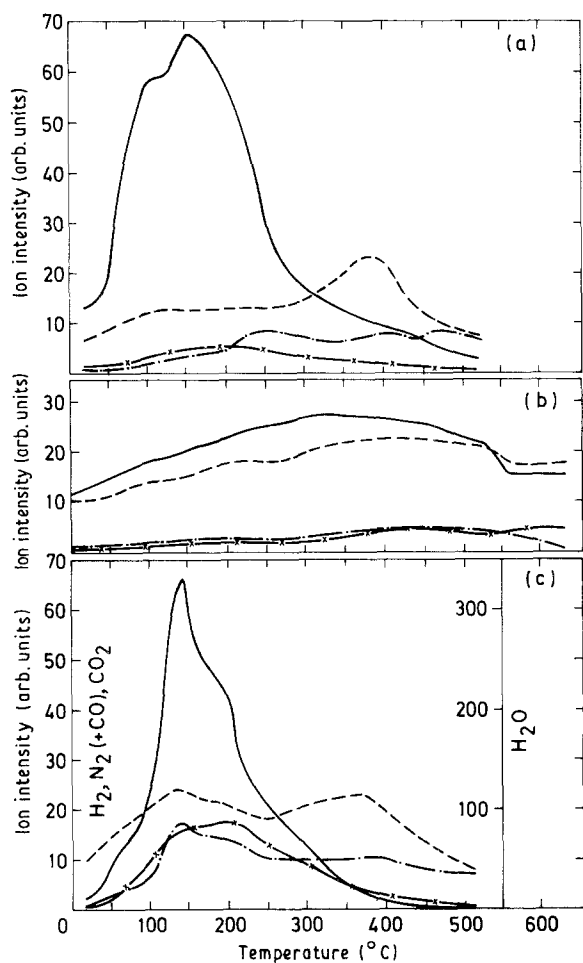 (a)
Ion intensity (arb. units)
70
60
50
40
30
20
10
(b)
Ion intensity (arb. units)
30
20
10
(c)
Ion intensity (arb. units)
70
60
50
40
30
20
10
H₂, N₂ (+CO), CO₂
300
200
100
H₂O
0 100 200 300 400 500 600
Temperature (°C)